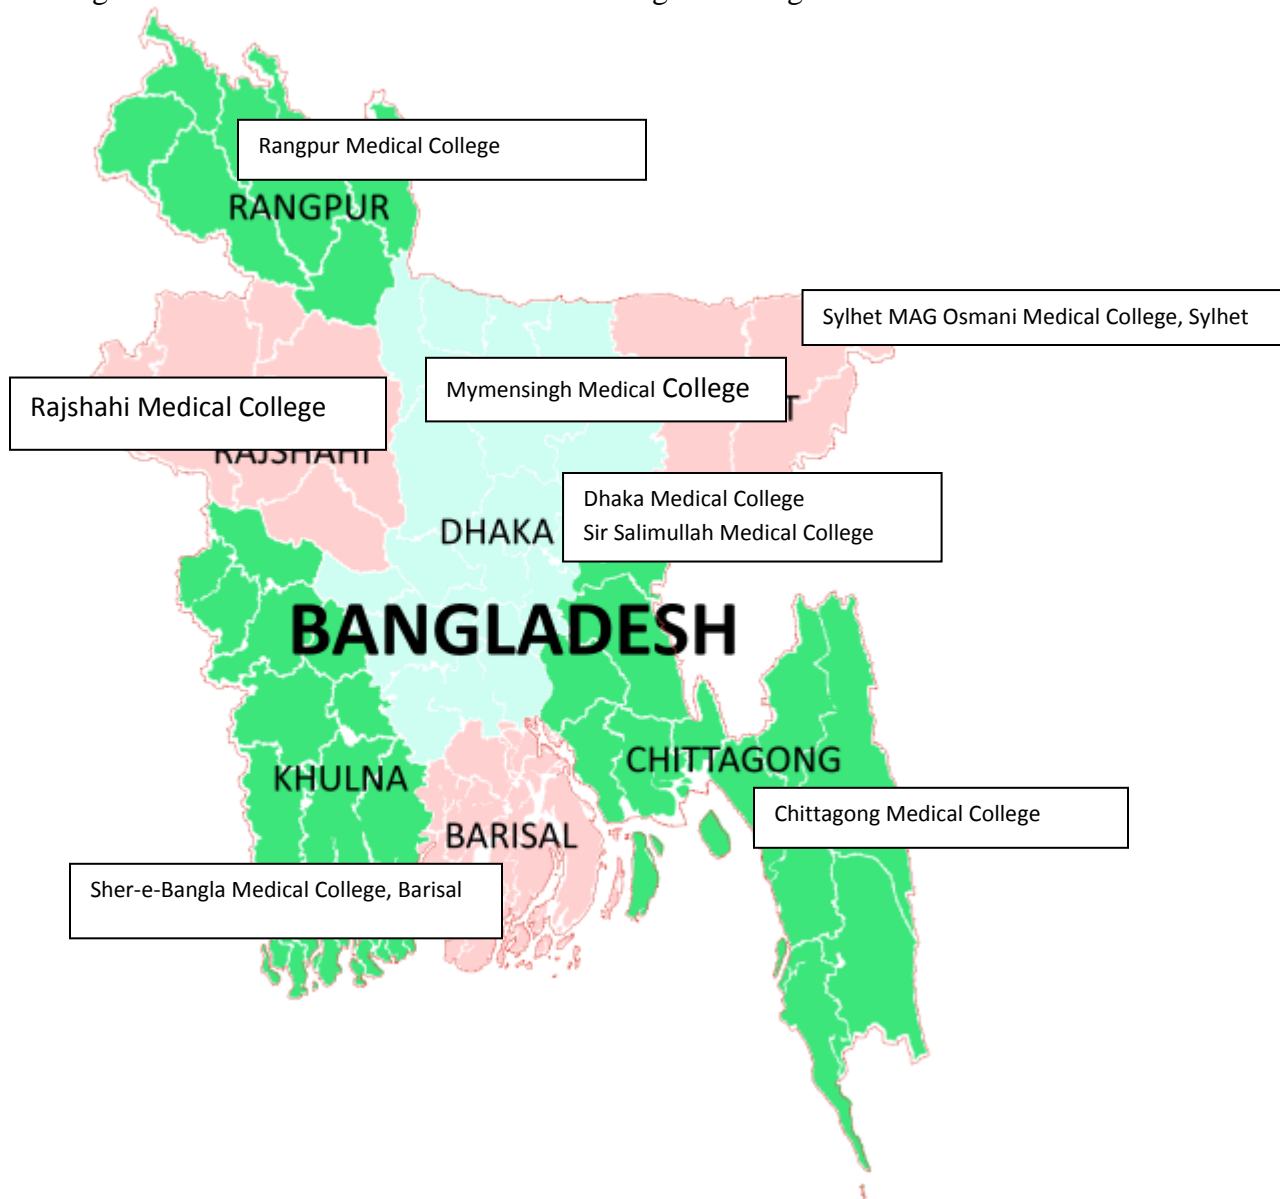 Rangpur Medical College
RANGPUR
Sylhet MAG Osmani Medical College, Sylhet
Mymensingh Medical College
Rajshahi Medical College
RAJSHAHI
Dhaka Medical College
Sir Salimullah Medical College
DHAKA
BANGLADESH
CHITTAGONG
KHULNA
Chittagong Medical College
BARISAL
Sher-e-Bangla Medical College, Barisal